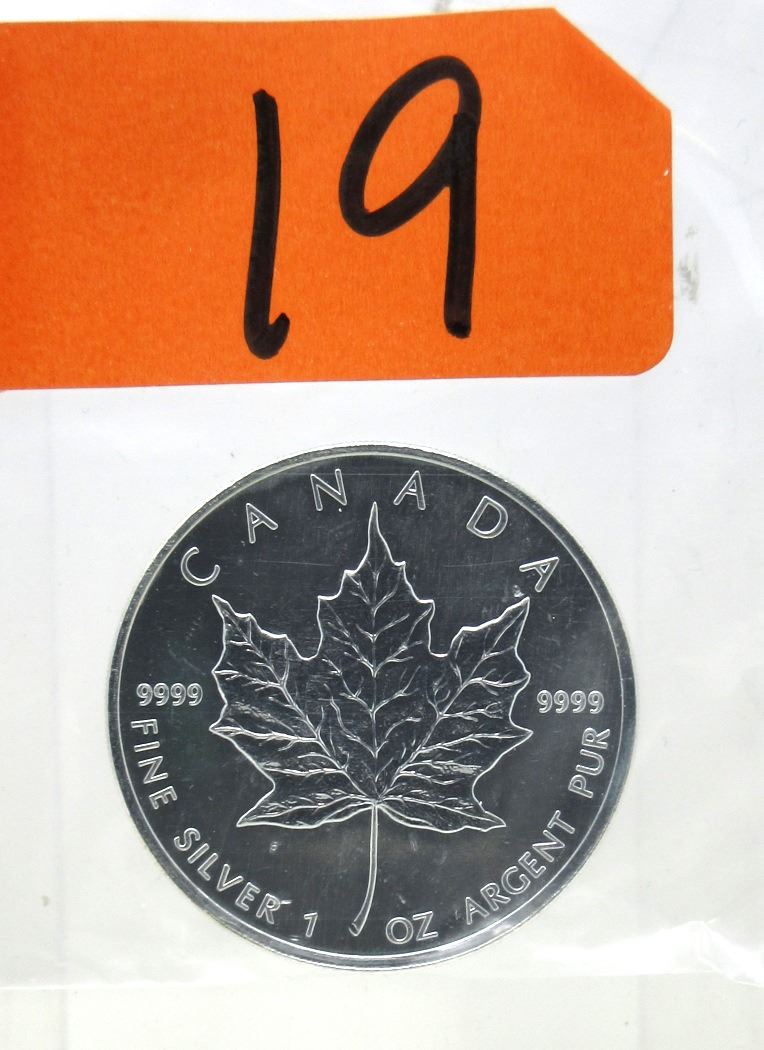 19
CANADA
9999 9999
FINE SILVER 1 OZ ARGENT PUR